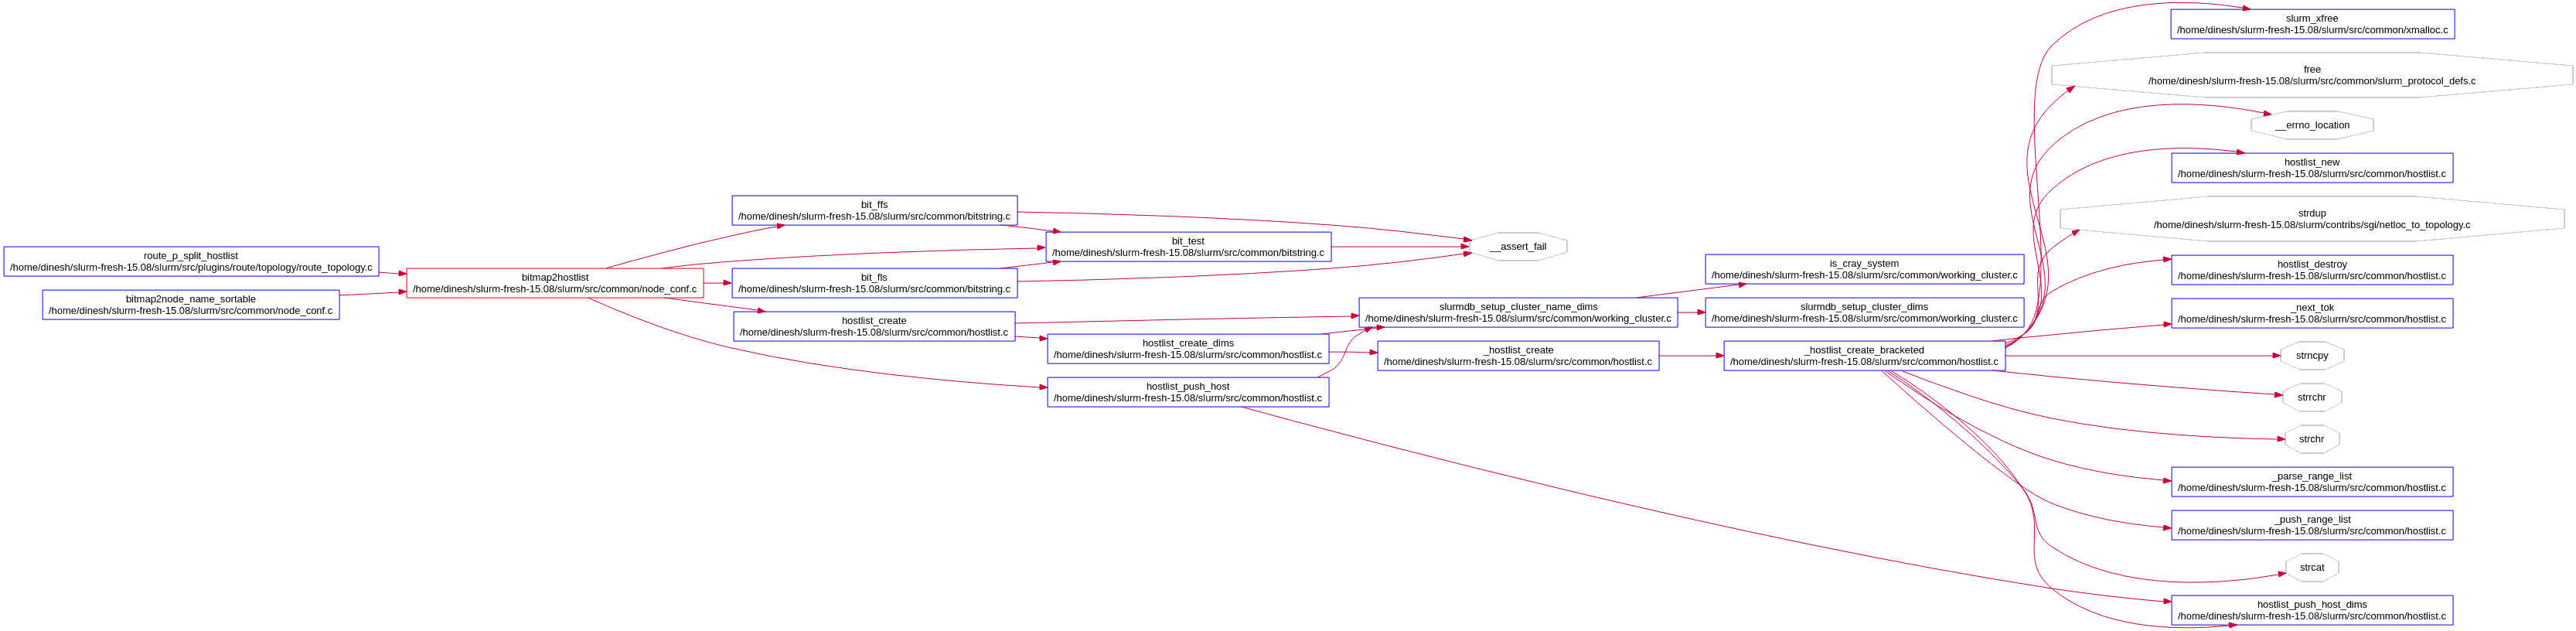 route_p_split_hostlist
/home/dinesh/slurm-fresh-15.08/slurm/src/plugins/route/topology/route_topology.c
bitmap2node_name_sortable
/home/dinesh/slurm-fresh-15.08/slurm/src/common/node_conf.c
bitmap2hostlist
/home/dinesh/slurm-fresh-15.08/slurm/src/common/node_conf.c
bit_ffs
/home/dinesh/slurm-fresh-15.08/slurm/src/common/bitstring.c
bit_fls
/home/dinesh/slurm-fresh-15.08/slurm/src/common/bitstring.c
hostlist_create
/home/dinesh/slurm-fresh-15.08/slurm/src/common/hostlist.c
bit_test
/home/dinesh/slurm-fresh-15.08/slurm/src/common/bitstring.c
hostlist_create_dims
/home/dinesh/slurm-fresh-15.08/slurm/src/common/hostlist.c
hostlist_push_host
/home/dinesh/slurm-fresh-15.08/slurm/src/common/hostlist.c
__assert_fail
slurmdb_setup_cluster_name_dims
/home/dinesh/slurm-fresh-15.08/slurm/src/common/working_cluster.c
_hostlist_create
/home/dinesh/slurm-fresh-15.08/slurm/src/common/hostlist.c
is_cray_system
/home/dinesh/slurm-fresh-15.08/slurm/src/common/working_cluster.c
slurmdb_setup_cluster_dims
/home/dinesh/slurm-fresh-15.08/slurm/src/common/working_cluster.c
_hostlist_create_bracketed
/home/dinesh/slurm-fresh-15.08/slurm/src/common/hostlist.c
slurm_xfree
/home/dinesh/slurm-fresh-15.08/slurm/src/common/xmalloc.c
free
/home/dinesh/slurm-fresh-15.08/slurm/src/common/slurm_protocol_defs.c
__errno_location
hostlist_new
/home/dinesh/slurm-fresh-15.08/slurm/src/common/hostlist.c
strdup
/home/dinesh/slurm-fresh-15.08/slurm/contribs/sgi/netloc_to_topology.c
hostlist_destroy
/home/dinesh/slurm-fresh-15.08/slurm/src/common/hostlist.c
_next_tok
/home/dinesh/slurm-fresh-15.08/slurm/src/common/hostlist.c
strncpy
strrchr
strchr
_parse_range_list
/home/dinesh/slurm-fresh-15.08/slurm/src/common/hostlist.c
_push_range_list
/home/dinesh/slurm-fresh-15.08/slurm/src/common/hostlist.c
strcat
hostlist_push_host_dims
/home/dinesh/slurm-fresh-15.08/slurm/src/common/hostlist.c